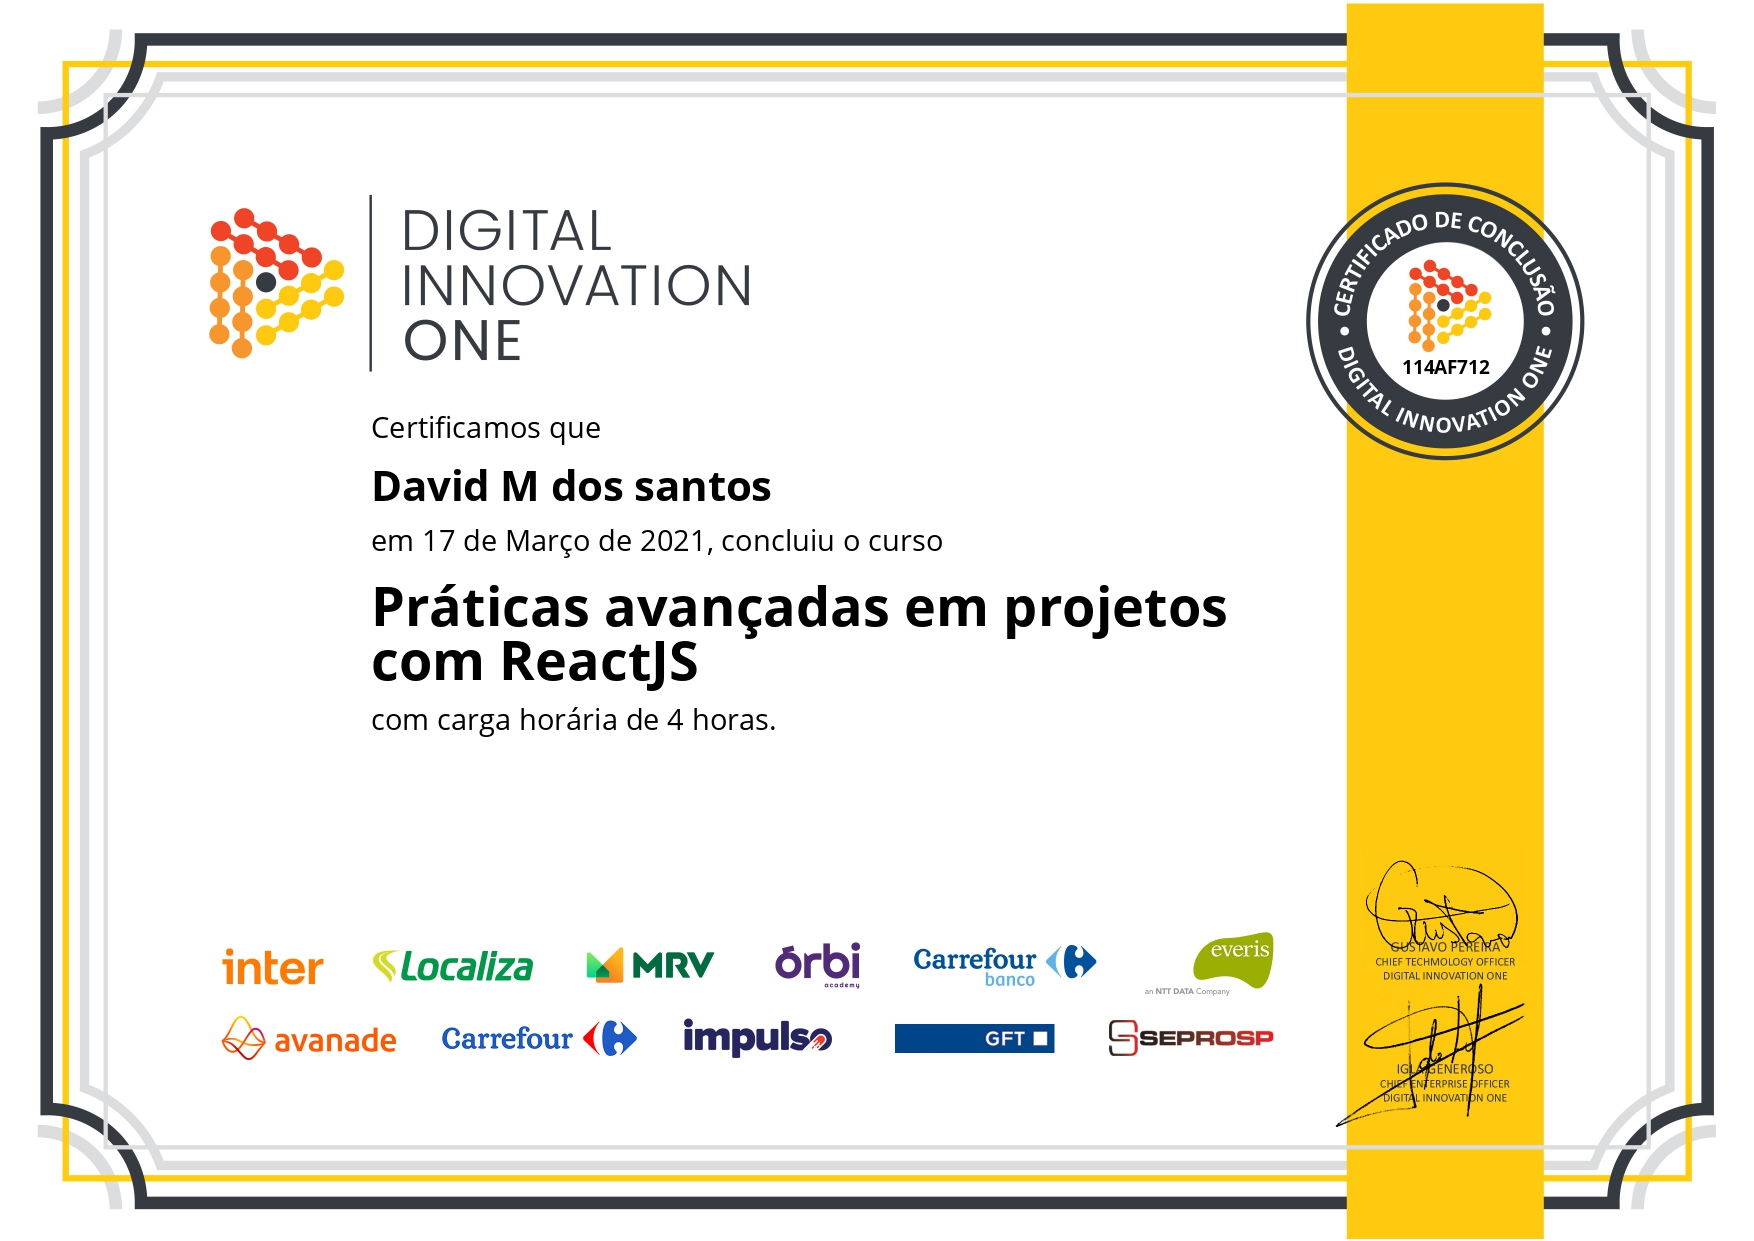 DIGITAL
INNOVATION
ONE
CERTIFICADO DE CONCLUSÃO
114AF712
DIGITAL INNOVATION ONE
Certificamos que
David M dos santos
em 17 de Março de 2021, concluiu o curso
Práticas avançadas em projetos
com ReactJS
com carga horária de 4 horas.
inter
Localiza
MRV
órbi
academy
Carrefour
banco
everis
an NTT DATA Company
avanade
Carrefour
impulso
GFT
SEPROSP
GUSTAVO PEREIRA
CHIEF TECHNOLOGY OFFICER
DIGITAL INNOVATION ONE
IGLA GENEROSO
CHIEF ENTERPRISE OFFICER
DIGITAL INNOVATION ONE